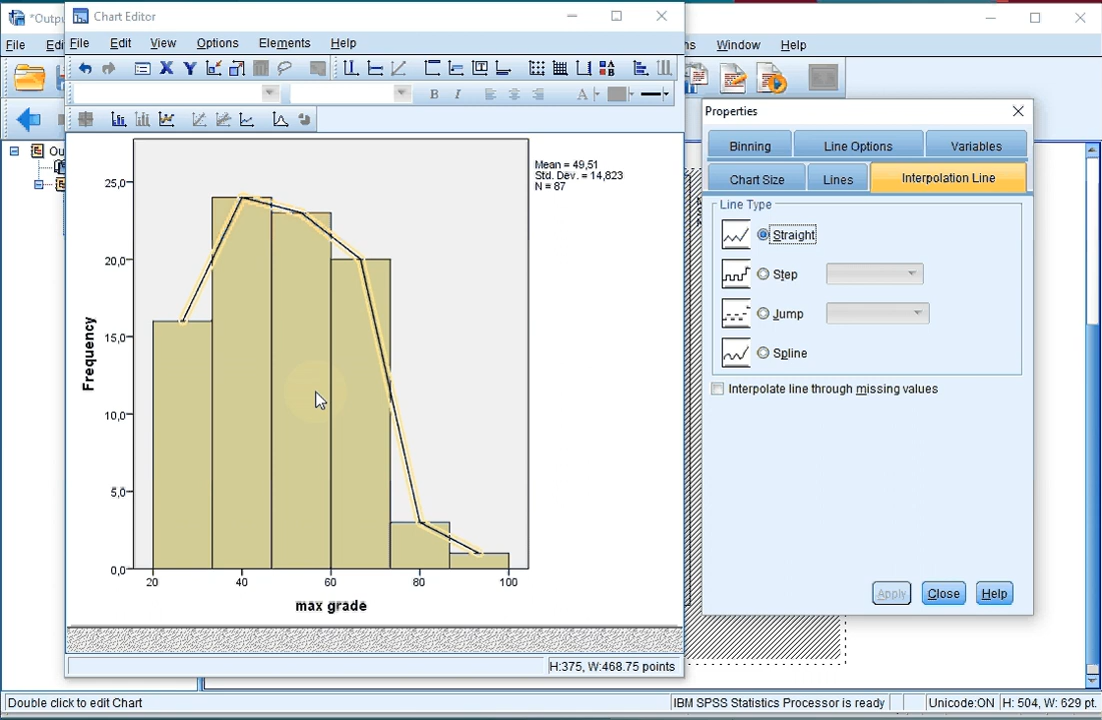 *Outpu
Chart Editor
File Edi
File Edit View Options Elements Help
ns Window Help
B I
A
Properties
Binning Line Options Variables
Chart Size Lines Interpolation Line
Line Type
Straight
Step
Jump
Spline
Interpolate line through missing values
Apply Close Help
Ou
Mean = 49,51
Std. Dev. = 14,823
N = 87
25,0
20,0
15,0
10,0
5,0
0,0
Frequency
20 40 60 80 100
max grade
H:375, W:468.75 points
Double click to edit Chart
IBM SPSS Statistics Processor is ready
Unicode:ON H: 504, W: 629 pt.